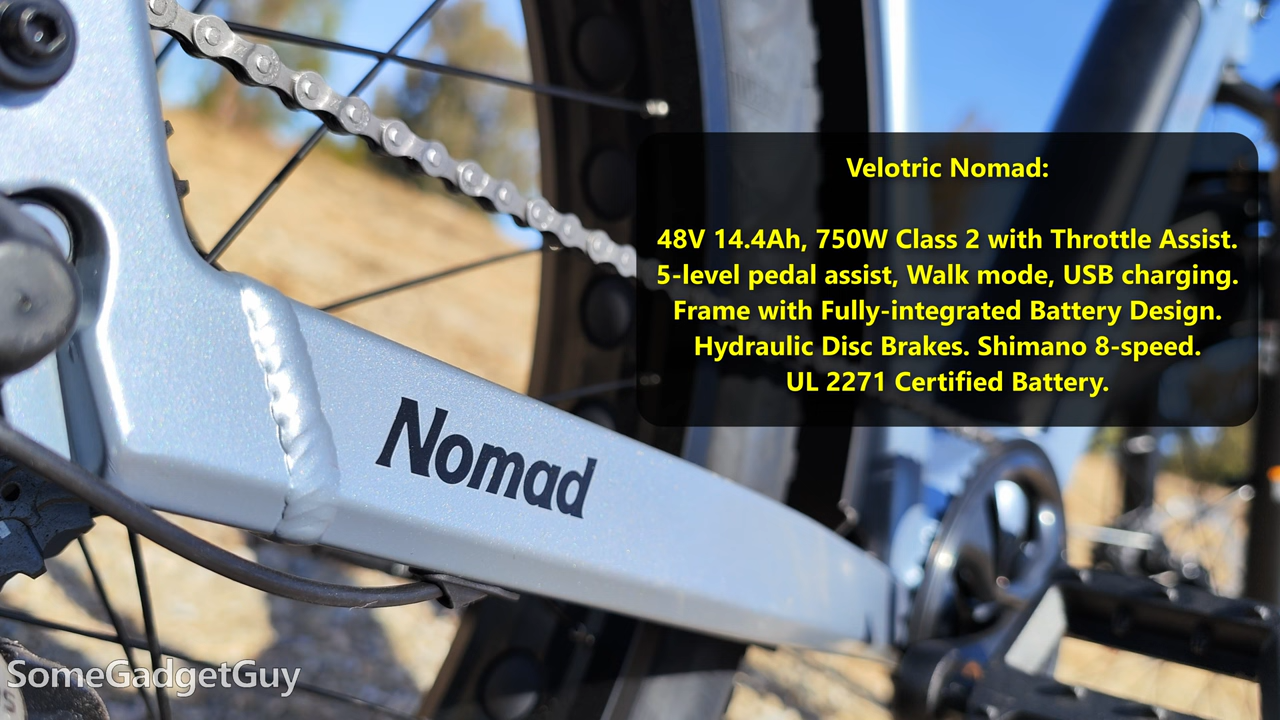 Velotric Nomad:
48V 14.4Ah, 750W Class 2 with Throttle Assist.
5-level pedal assist, Walk mode, USB charging.
Frame with Fully-integrated Battery Design.
Hydraulic Disc Brakes. Shimano 8-speed.
UL 2271 Certified Battery.
Nomad
SomeGadgetGuy